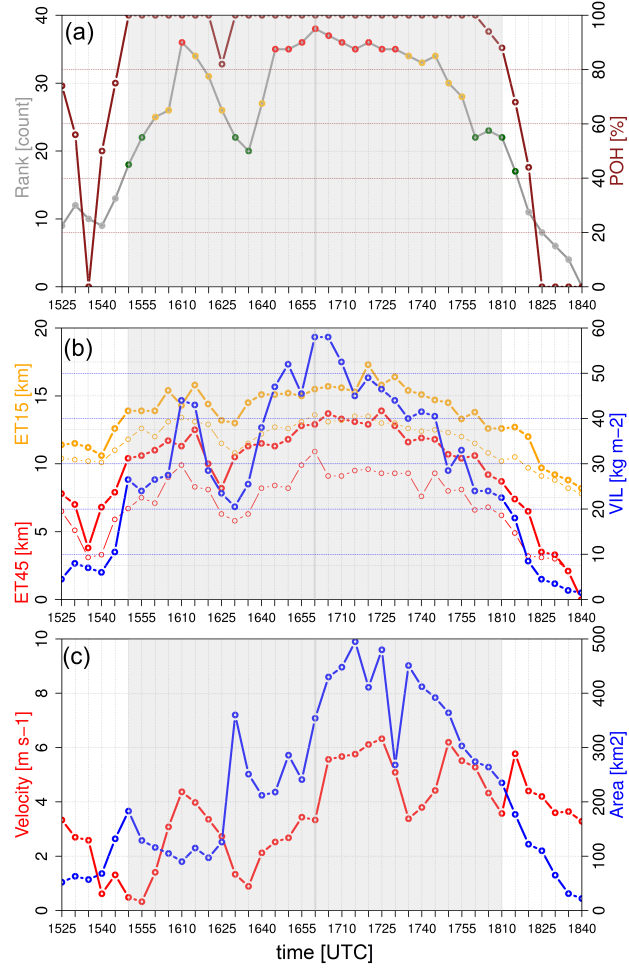 (a)
Rank [count]
0
10
20
30
40
POH [%]
0
20
40
60
80
100
1525 1540 1555 1610 1625 1640 1655 1710 1725 1740 1755 1810 1825 1840
(b)
ET45 [km] ET15 [km]
0
5
10
15
20
VIL [kg m−2]
0
10
20
30
40
50
60
1525 1540 1555 1610 1625 1640 1655 1710 1725 1740 1755 1810 1825 1840
(c)
Velocity [m s−1]
0
2
4
6
8
10
Area [km2]
0
100
200
300
400
500
1525 1540 1555 1610 1625 1640 1655 1710 1725 1740 1755 1810 1825 1840
time [UTC]